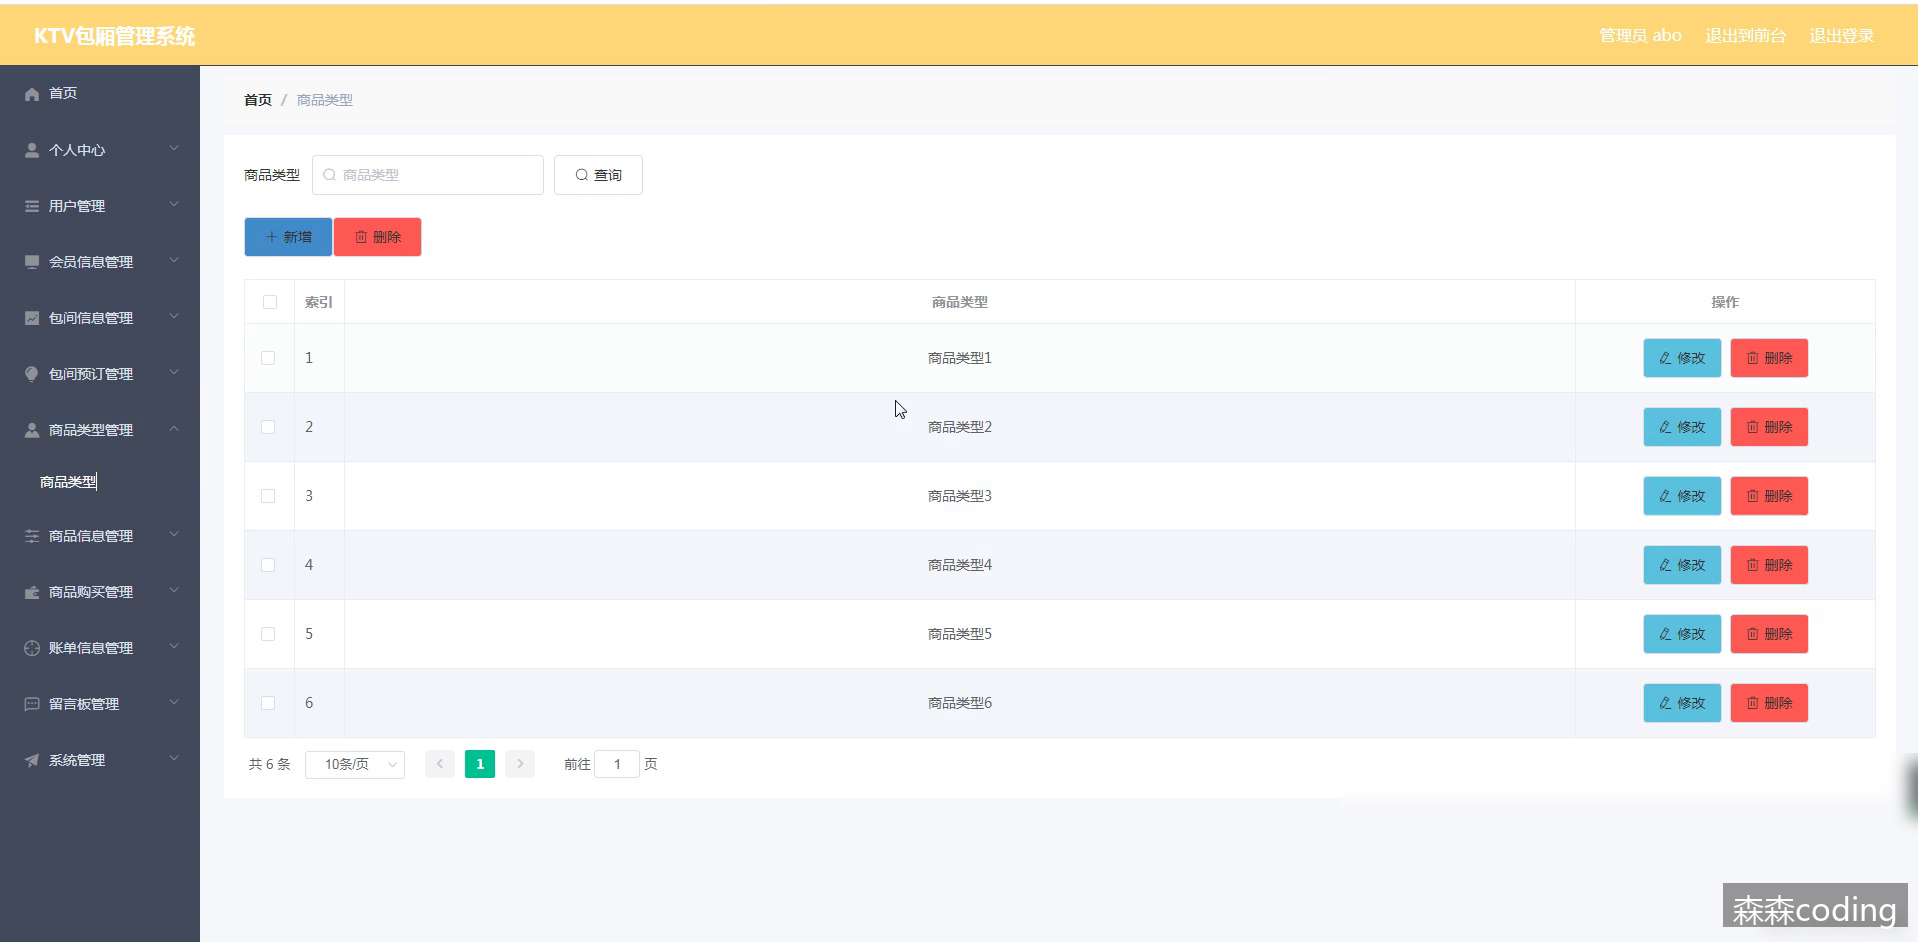 KTV包厢管理系统
管理员 abo
退出到前台
退出登录
首页
个人中心
用户管理
会员信息管理
包间信息管理
包间预订管理
商品类型管理
商品类型
商品信息管理
商品购买管理
账单信息管理
留言板管理
系统管理
首页 / 商品类型
商品类型 商品类型 查询
新增 删除
索引 商品类型 操作
1 商品类型1 修改 删除
2 商品类型2 修改 删除
3 商品类型3 修改 删除
4 商品类型4 修改 删除
5 商品类型5 修改 删除
6 商品类型6 修改 删除
共 6 条 10条/页 1 前往 1 页
森森coding